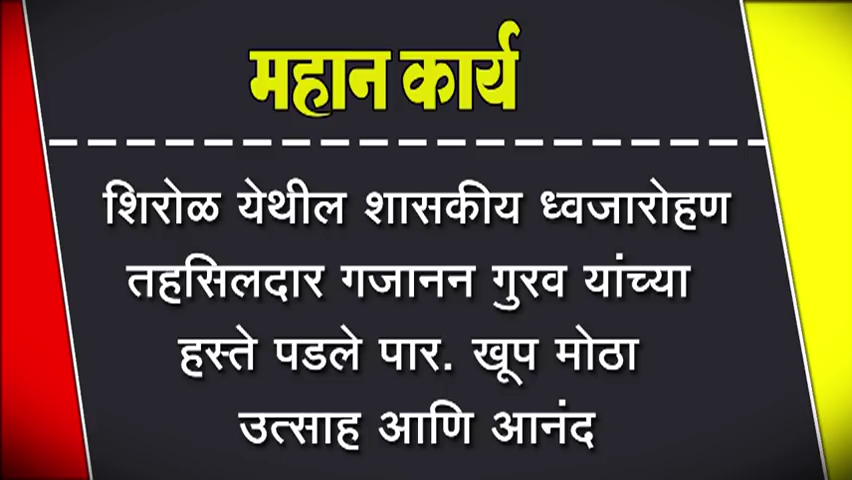 महान कार्य
शिरोळ येथील शासकीय ध्वजारोहण
तहसिलदार गजानन गुरव यांच्या
हस्ते पडले पार. खूप मोठा
उत्साह आणि आनंद